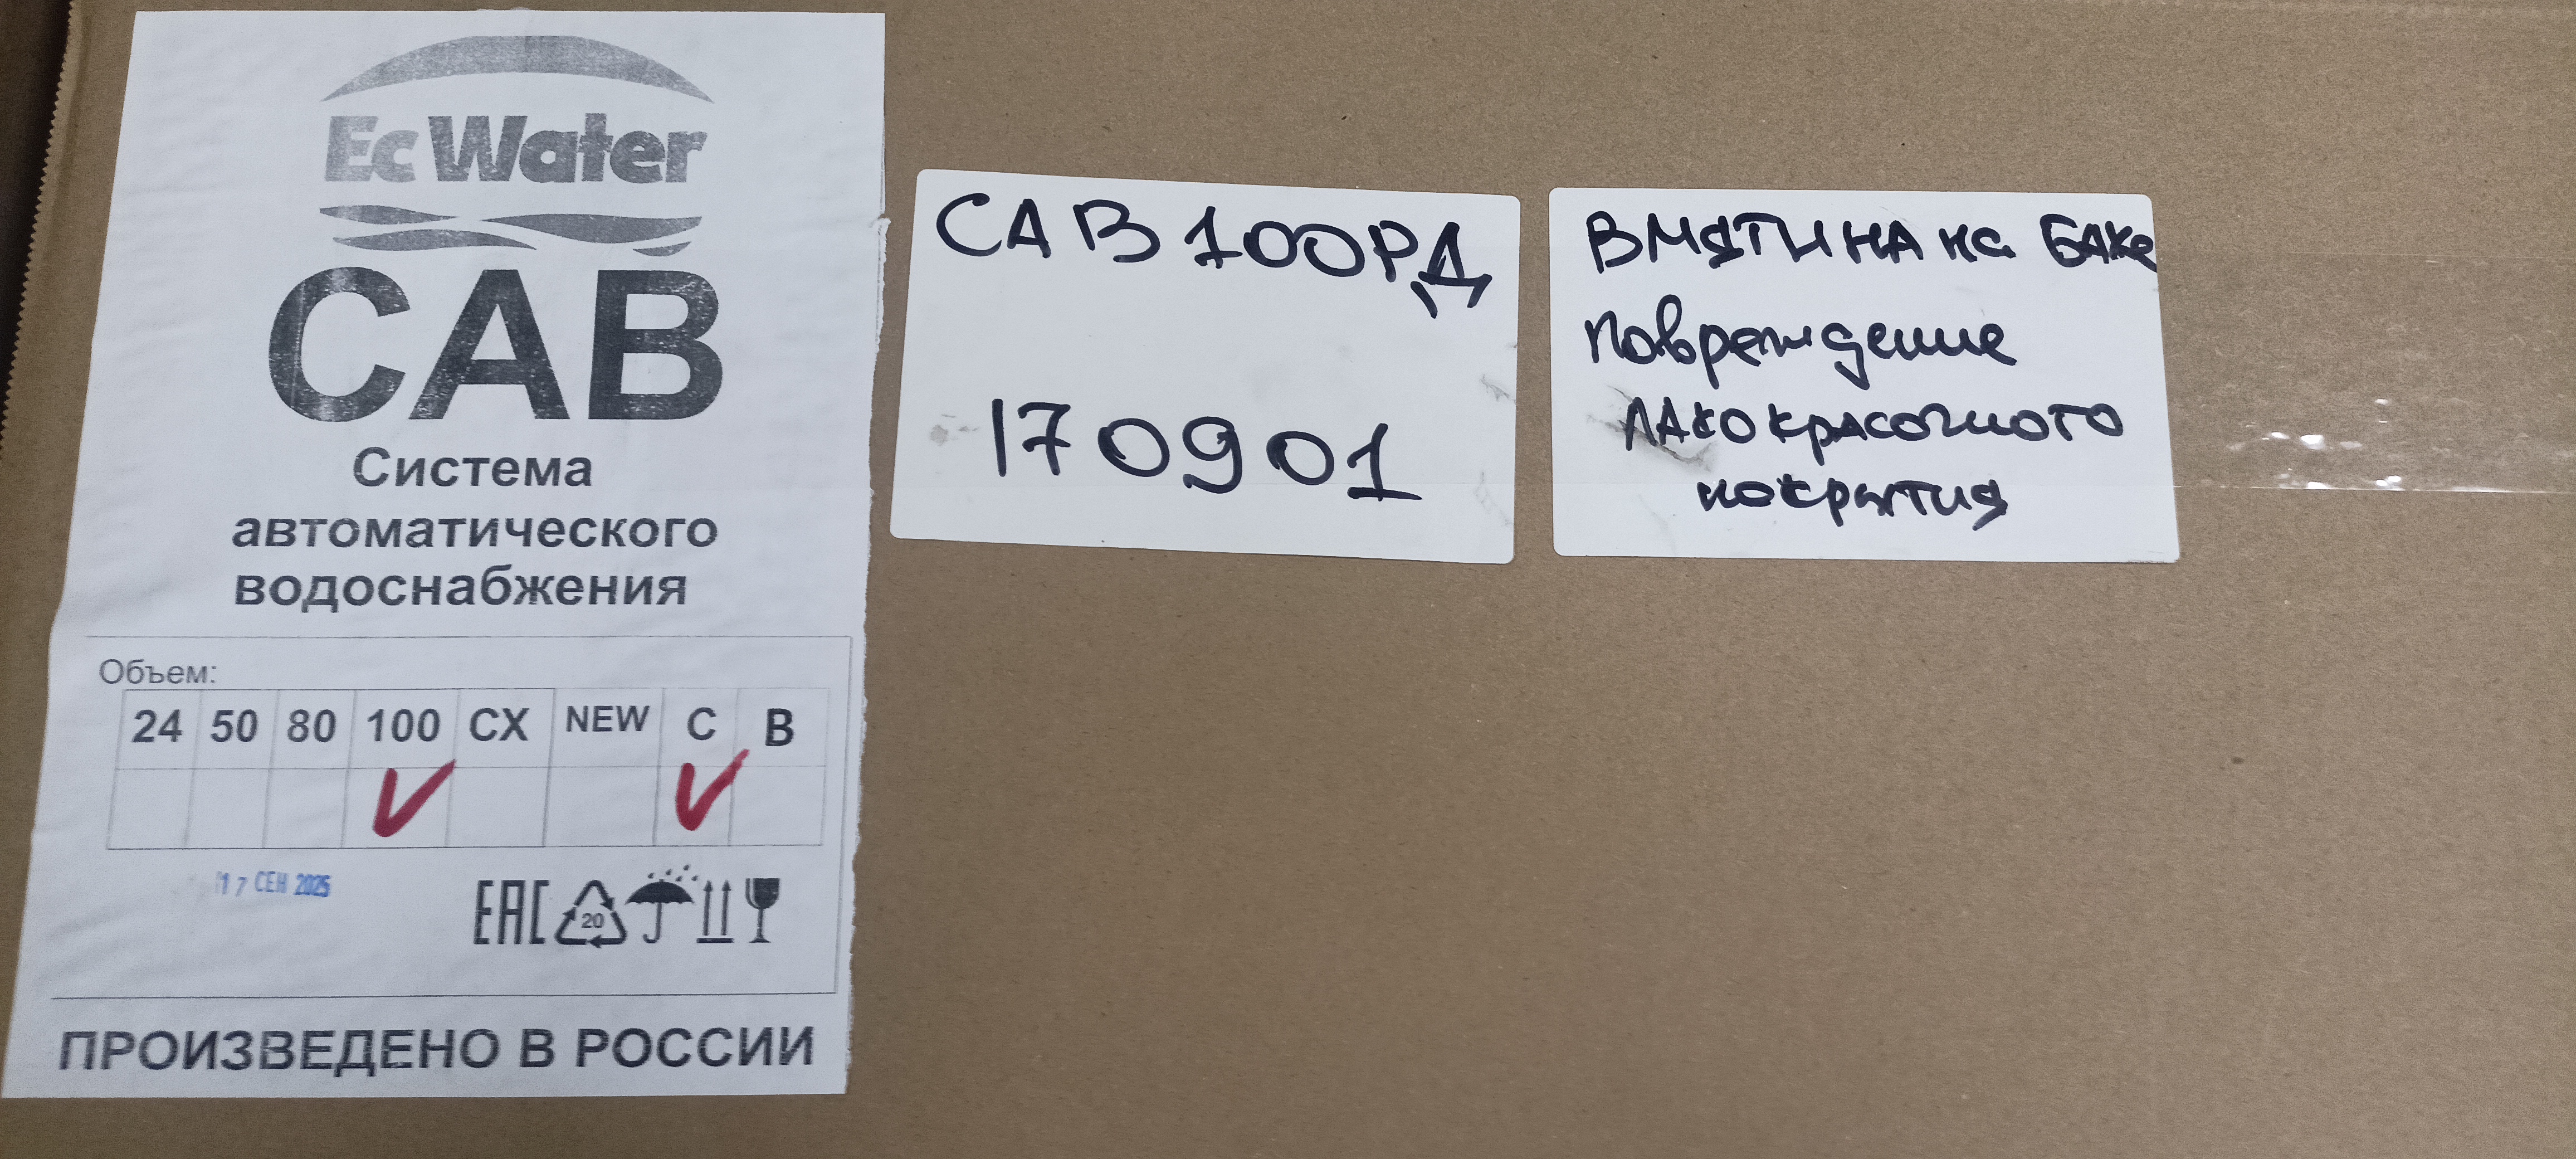 EcWater
САВ
Система
автоматического
водоснабжения
Объем:
24 50 80 100 СХ NEW С В
17 СЕН 2025
ЕАС 20
ПРОИЗВЕДЕНО В РОССИИ
САВ 100РД
170901
ВМЯТИНА на БАКе
Повреждение
ЛАКОКРАСОЧНОГО
покрытия